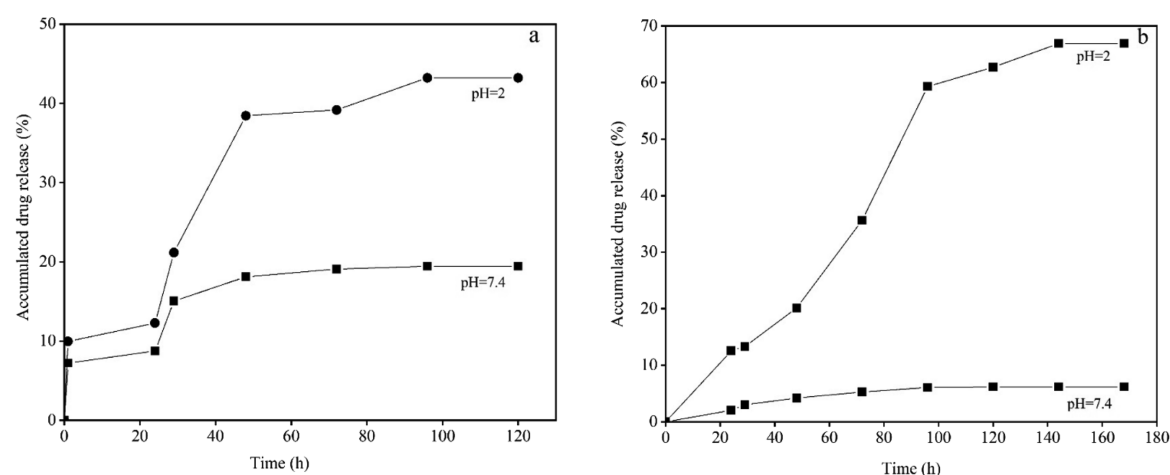 a
50
40
30
20
10
0
pH=2
pH=7.4
0 20 40 60 80 100 120
Time (h)
Accumulated drug release (%)
b
70
60
50
40
30
20
10
0
pH=2
pH=7.4
0 20 40 60 80 100 120 140 160 180
Time (h)
Accumulated drug release (%)